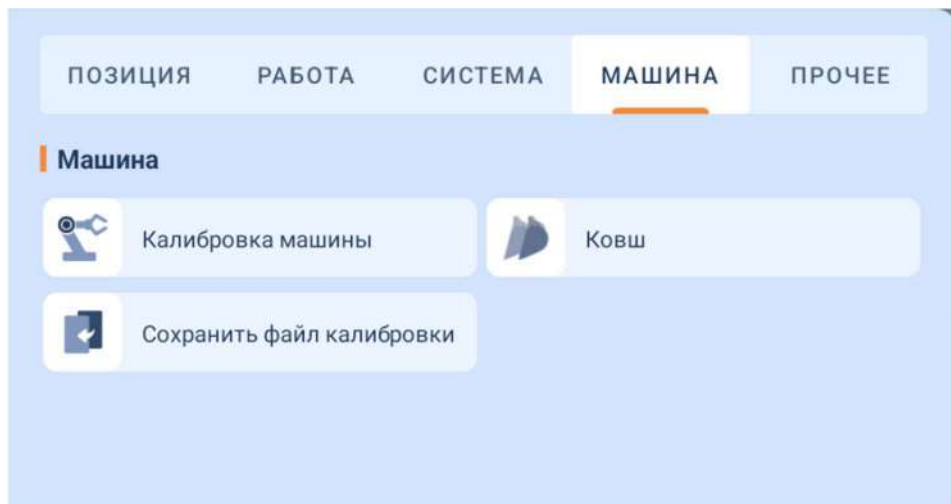 ПОЗИЦИЯ РАБОТА СИСТЕМА МАШИНА ПРОЧЕЕ
Машина
Калибровка машины Ковш
Сохранить файл калибровки